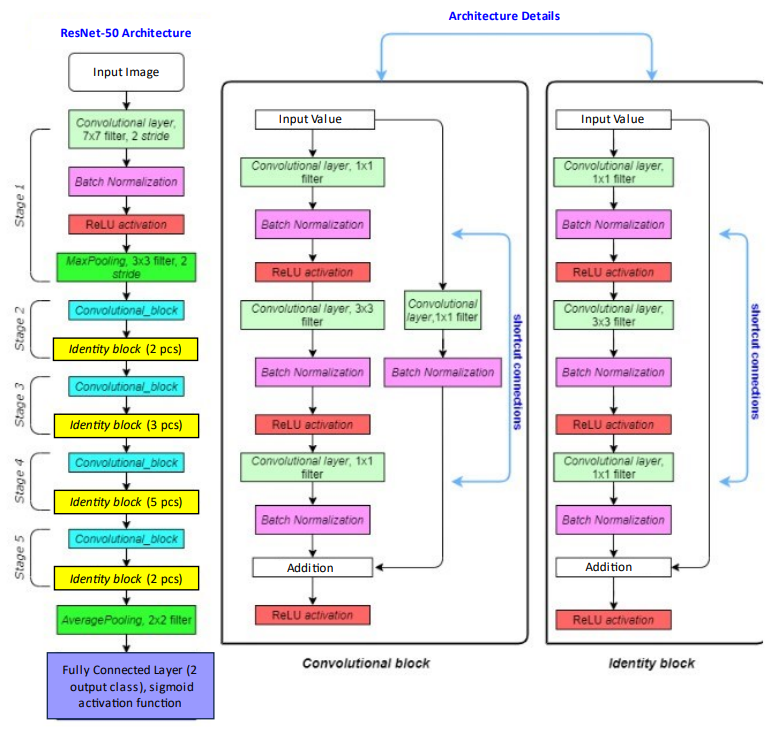 Architecture Details
ResNet-50 Architecture
Input Image
Convolutional layer,
7x7 filter, 2 stride
Batch Normalization
ReLU activation
MaxPooling, 3x3 filter, 2
stride
Stage 1
Convolutional_block
Identity block (2 pcs)
Stage 2
Convolutional_block
Identity block (3 pcs)
Stage 3
Convolutional_block
Identity block (5 pcs)
Stage 4
Convolutional_block
Identity block (2 pcs)
Stage 5
AveragePooling, 2x2 filter
Fully Connected Layer (2
output class), sigmoid
activation function
Input Value
Convolutional layer, 1x1
filter
Batch Normalization
ReLU activation
Convolutional layer, 3x3
filter
Batch Normalization
ReLU activation
Convolutional layer, 1x1
filter
Batch Normalization
Addition
ReLU activation
Convolutional
layer,1x1 filter
Batch Normalization
shortcut connections
Convolutional block
Input Value
Convolutional layer,
1x1 filter
Batch Normalization
ReLU activation
Convolutional layer,
3x3 filter
Batch Normalization
ReLU activation
Convolutional layer,
1x1 filter
Batch Normalization
Addition
ReLU activation
shortcut connections
Identity block